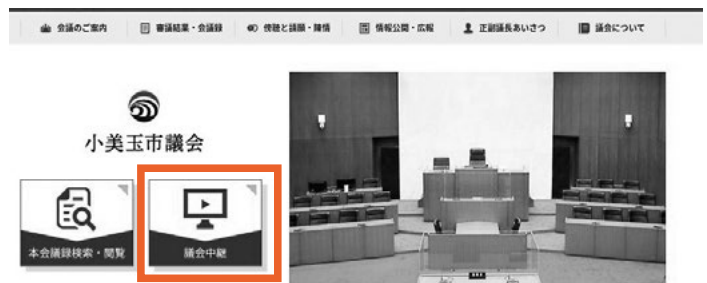 会議のご案内
審議結果・会議録
傍聴と請願・陳情
情報公開・広報
正副議長あいさつ
議会について
小美玉市議会
本会議録検索・閲覧
議会中継